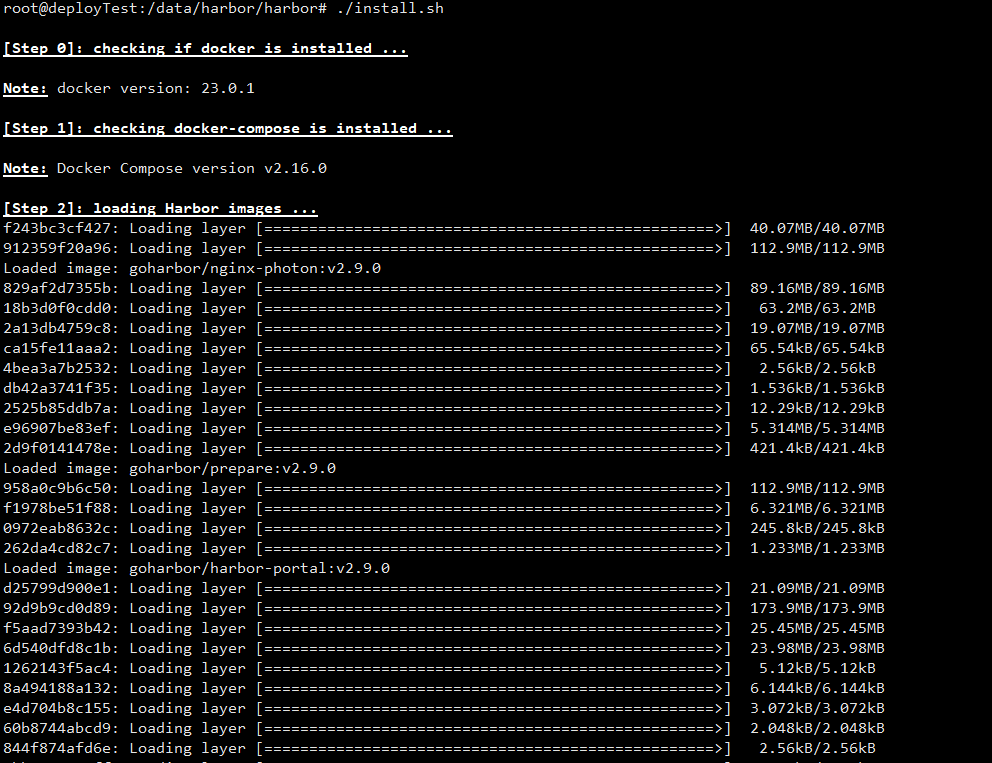 root@deployTest:/data/harbor/harbor# ./install.sh
[Step 0]: checking if docker is installed ...
Note: docker version: 23.0.1
[Step 1]: checking docker-compose is installed ...
Note: Docker Compose version v2.16.0
[Step 2]: loading Harbor images ...
f243bc3cf427: Loading layer [==================================================>]  40.07MB/40.07MB
912359f20a96: Loading layer [==================================================>]  112.9MB/112.9MB
Loaded image: goharbor/nginx-photon:v2.9.0
829af2d7355b: Loading layer [==================================================>]  89.16MB/89.16MB
18b3d0f0cdd0: Loading layer [==================================================>]   63.2MB/63.2MB
2a13db4759c8: Loading layer [==================================================>]  19.07MB/19.07MB
ca15fe11aaa2: Loading layer [==================================================>]  65.54kB/65.54kB
4bea3a7b2532: Loading layer [==================================================>]   2.56kB/2.56kB
db42a3741f35: Loading layer [==================================================>]  1.536kB/1.536kB
2525b85ddb7a: Loading layer [==================================================>]  12.29kB/12.29kB
e96907be83ef: Loading layer [==================================================>]  5.314MB/5.314MB
2d9f0141478e: Loading layer [==================================================>]  421.4kB/421.4kB
Loaded image: goharbor/prepare:v2.9.0
958a0c9b6c50: Loading layer [==================================================>]  112.9MB/112.9MB
f1978be51f88: Loading layer [==================================================>]  6.321MB/6.321MB
0972eab8632c: Loading layer [==================================================>]  245.8kB/245.8kB
262da4cd82c7: Loading layer [==================================================>]  1.233MB/1.233MB
Loaded image: goharbor/harbor-portal:v2.9.0
d25799d900e1: Loading layer [==================================================>]  21.09MB/21.09MB
92d9b9cd0d89: Loading layer [==================================================>]  173.9MB/173.9MB
f5aad7393b42: Loading layer [==================================================>]  25.45MB/25.45MB
6d540dfd8c1b: Loading layer [==================================================>]  23.98MB/23.98MB
1262143f5ac4: Loading layer [==================================================>]   5.12kB/5.12kB
8a494188a132: Loading layer [==================================================>]  6.144kB/6.144kB
e4d704b8c155: Loading layer [==================================================>]  3.072kB/3.072kB
60b8744abcd9: Loading layer [==================================================>]  2.048kB/2.048kB
844f874afd6e: Loading layer [==================================================>]   2.56kB/2.56kB